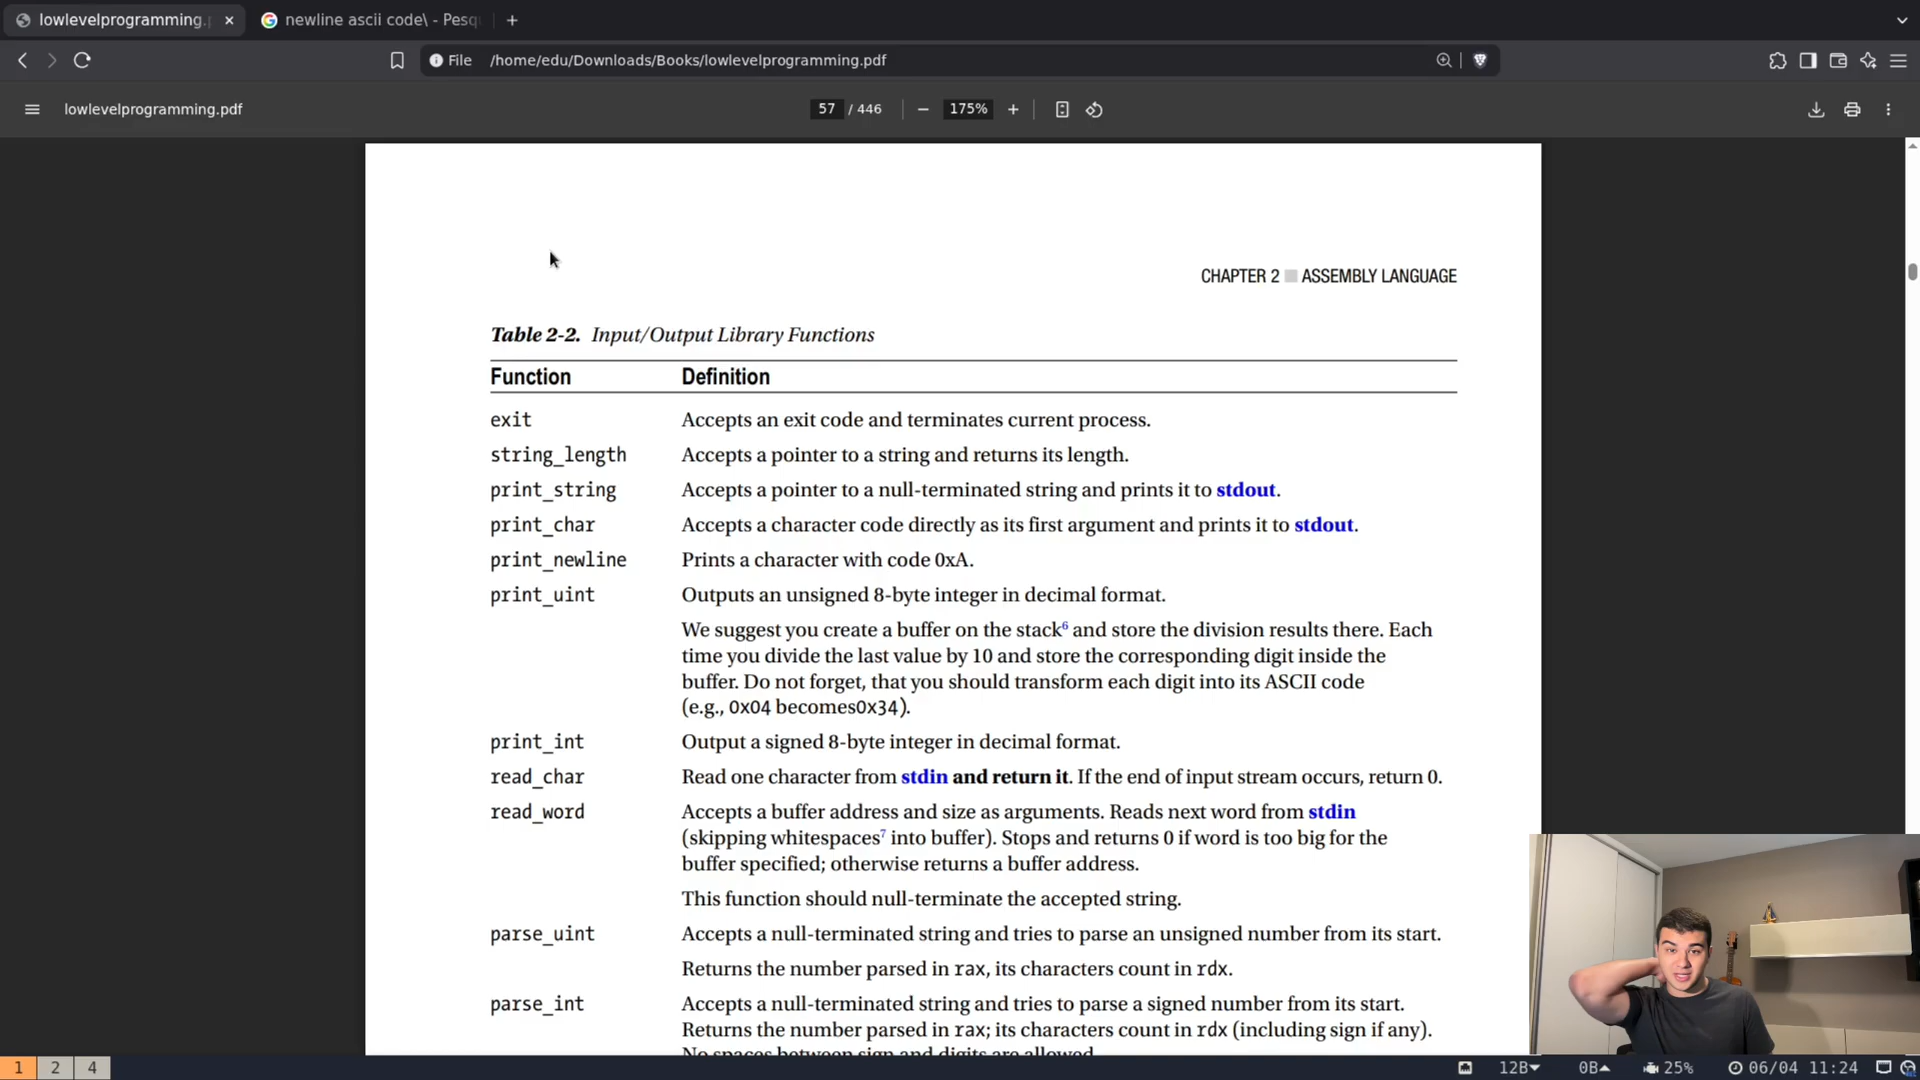 lowlevelprogramming.
newline ascii code\ - Pesq
File /home/edu/Downloads/Books/lowlevelprogramming.pdf
lowlevelprogramming.pdf
57 / 446
175%
CHAPTER 2 ■ ASSEMBLY LANGUAGE
Table 2-2. Input/Output Library Functions
Function Definition
exit Accepts an exit code and terminates current process.
string_length Accepts a pointer to a string and returns its length.
print_string Accepts a pointer to a null-terminated string and prints it to stdout.
print_char Accepts a character code directly as its first argument and prints it to stdout.
print_newline Prints a character with code 0xA.
print_uint Outputs an unsigned 8-byte integer in decimal format.
We suggest you create a buffer on the stack6 and store the division results there. Each
time you divide the last value by 10 and store the corresponding digit inside the
buffer. Do not forget, that you should transform each digit into its ASCII code
(e.g., 0x04 becomes0x34).
print_int Output a signed 8-byte integer in decimal format.
read_char Read one character from stdin and return it. If the end of input stream occurs, return 0.
read_word Accepts a buffer address and size as arguments. Reads next word from stdin
(skipping whitespaces7 into buffer). Stops and returns 0 if word is too big for the
buffer specified; otherwise returns a buffer address.
This function should null-terminate the accepted string.
parse_uint Accepts a null-terminated string and tries to parse an unsigned number from its start.
Returns the number parsed in rax, its characters count in rdx.
parse_int Accepts a null-terminated string and tries to parse a signed number from its start.
Returns the number parsed in rax; its characters count in rdx (including sign if any).
No spaces between sign and digits are allowed
1 2 4
12B 0B 25% 06/04 11:24